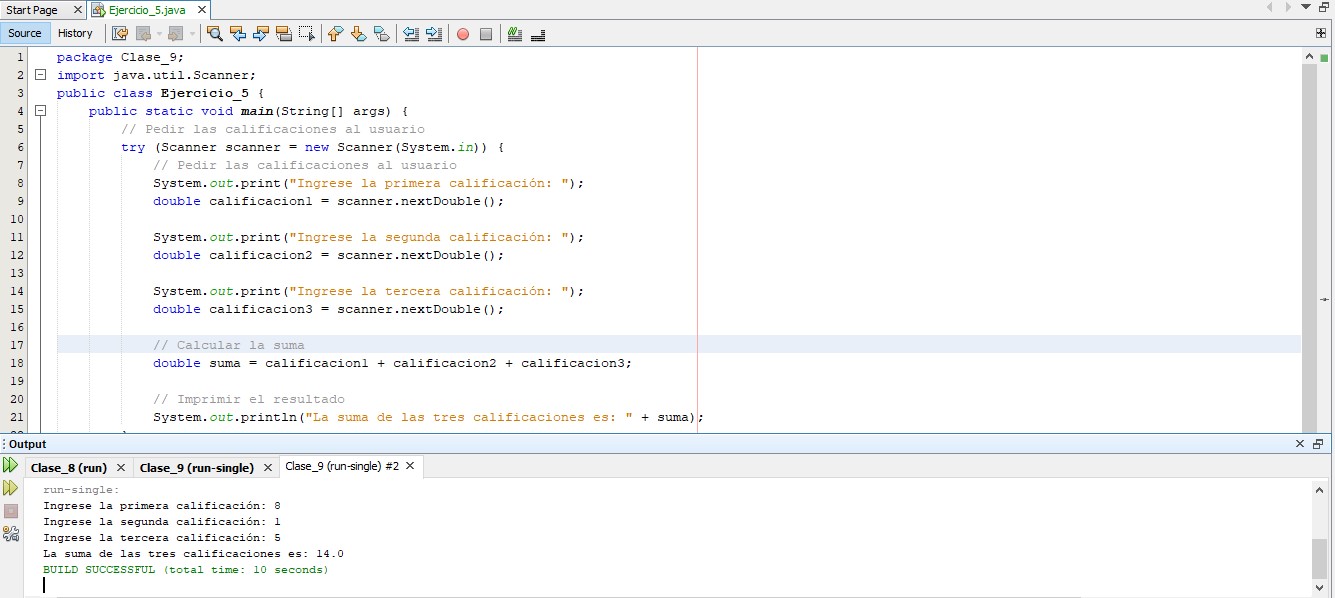 Start Page
Ejercicio_5.java
Source History
1 package Clase_9;
2 import java.util.Scanner;
3 public class Ejercicio_5 {
4 public static void main(String[] args) {
5 // Pedir las calificaciones al usuario
6 try (Scanner scanner = new Scanner(System.in)) {
7 // Pedir las calificaciones al usuario
8 System.out.print("Ingrese la primera calificación: ");
9 double calificacion1 = scanner.nextDouble();
10
11 System.out.print("Ingrese la segunda calificación: ");
12 double calificacion2 = scanner.nextDouble();
13
14 System.out.print("Ingrese la tercera calificación: ");
15 double calificacion3 = scanner.nextDouble();
16
17 // Calcular la suma
18 double suma = calificacion1 + calificacion2 + calificacion3;
19
20 // Imprimir el resultado
21 System.out.println("La suma de las tres calificaciones es: " + suma);
Output
Clase_8 (run) Clase_9 (run-single) Clase_9 (run-single) #2
run-single:
Ingrese la primera calificación: 8
Ingrese la segunda calificación: 1
Ingrese la tercera calificación: 5
La suma de las tres calificaciones es: 14.0
BUILD SUCCESSFUL (total time: 10 seconds)